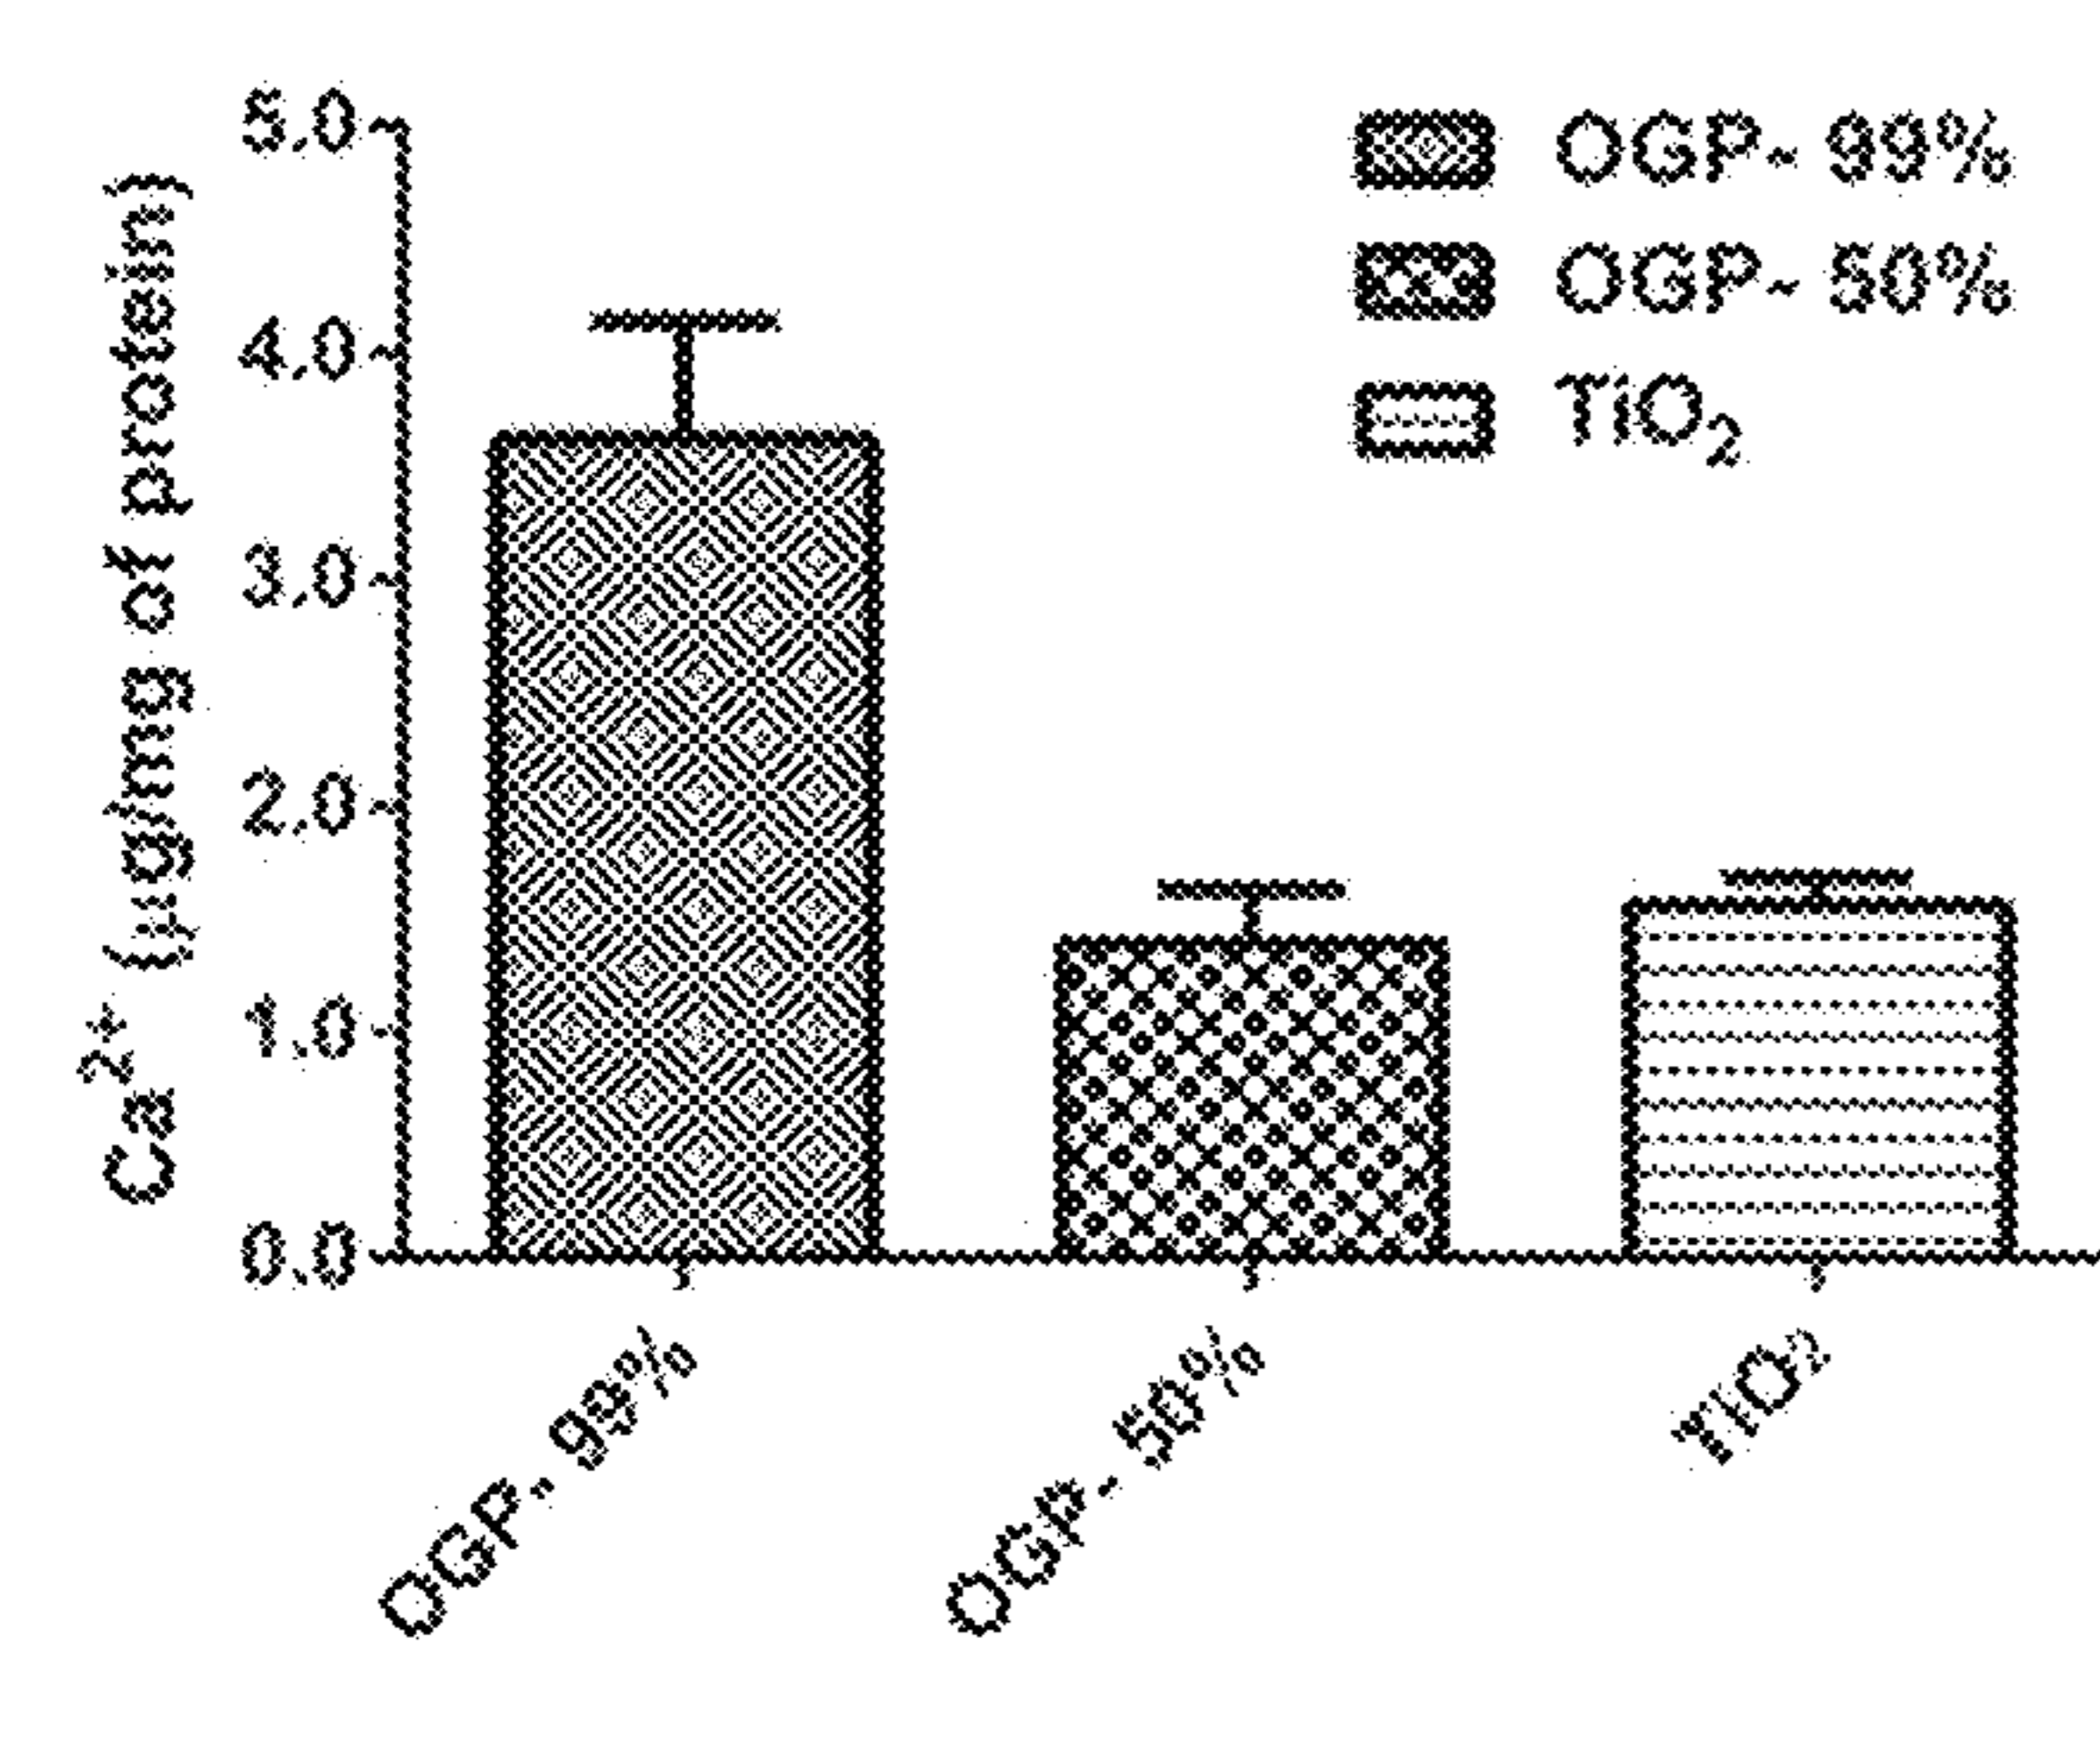 Ca²⁺ (µg/mg of protein)
5.0
4.0
3.0
2.0
1.0
0.0
OGP- 99%
OGP- 50%
TiO₂
OGP- 99%
OGP- 50%
TiO₂